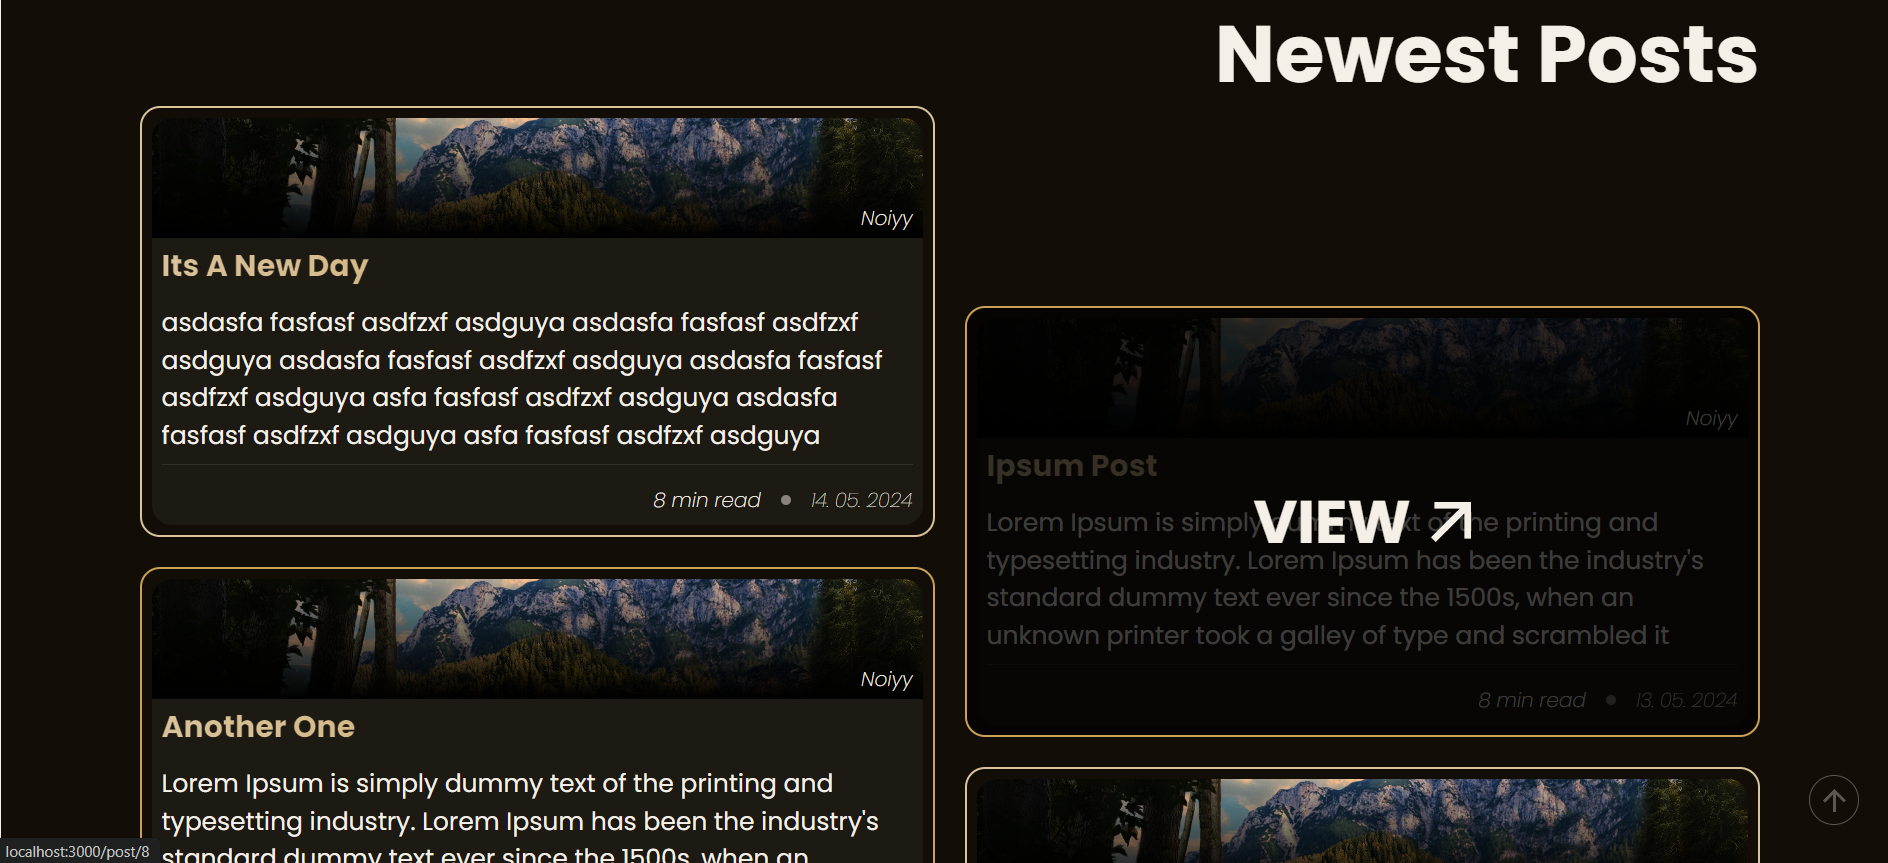 Newest Posts
Noiyy
Its A New Day
asdasfa fasfasf asdfzxf asdguya asdasfa fasfasf asdfzxf
asdguya asdasfa fasfasf asdfzxf asdguya asdasfa fasfasf
asdfzxf asdguya asfa fasfasf asdfzxf asdguya asdasfa
fasfasf asdfzxf asdguya asfa fasfasf asdfzxf asdguya
8 min read ● 14. 05. 2024
Noiyy
Ipsum Post
VIEW
Lorem Ipsum is simply dummy text of the printing and
typesetting industry. Lorem Ipsum has been the industry's
standard dummy text ever since the 1500s, when an
unknown printer took a galley of type and scrambled it
8 min read ● 13. 05. 2024
Noiyy
Another One
Lorem Ipsum is simply dummy text of the printing and
typesetting industry. Lorem Ipsum has been the industry's
standard dummy text ever since the 1500s, when an
localhost:3000/post/8